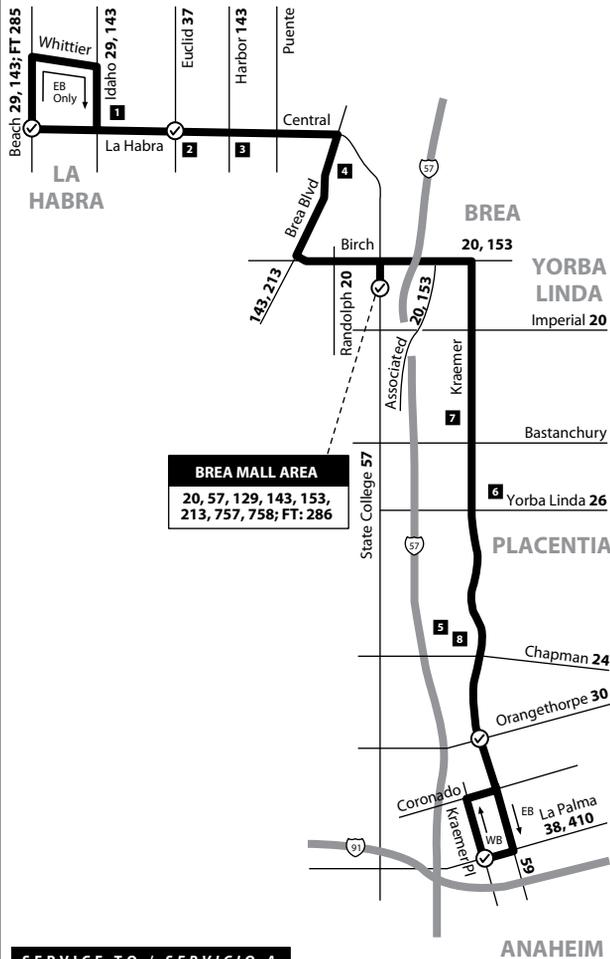 Beach 29, 143; FT 285
Whittier
Idaho 29, 143
Euclid 37
Harbor 143
Puente
EB
Only
1
La Habra
Central
2
3
4
LA
HABRA
57
Brea Blvd
BREA
Birch
20, 153
YORBA
LINDA
143, 213
Randolph 20
20, 153
Imperial 20
Associated
Kraemer
7
Bastanchury
BREA MALL AREA
20, 57, 129, 143, 153,
213, 757, 758; FT: 286
State College 57
6
Yorba Linda 26
57
PLACENTIA
5
8
Chapman 24
Orangethorpe 30
Coronado
Kraemer Pl
WB
EB
La Palma
38, 410
91
59
ANAHEIM
SERVICE TO / SERVICIO A